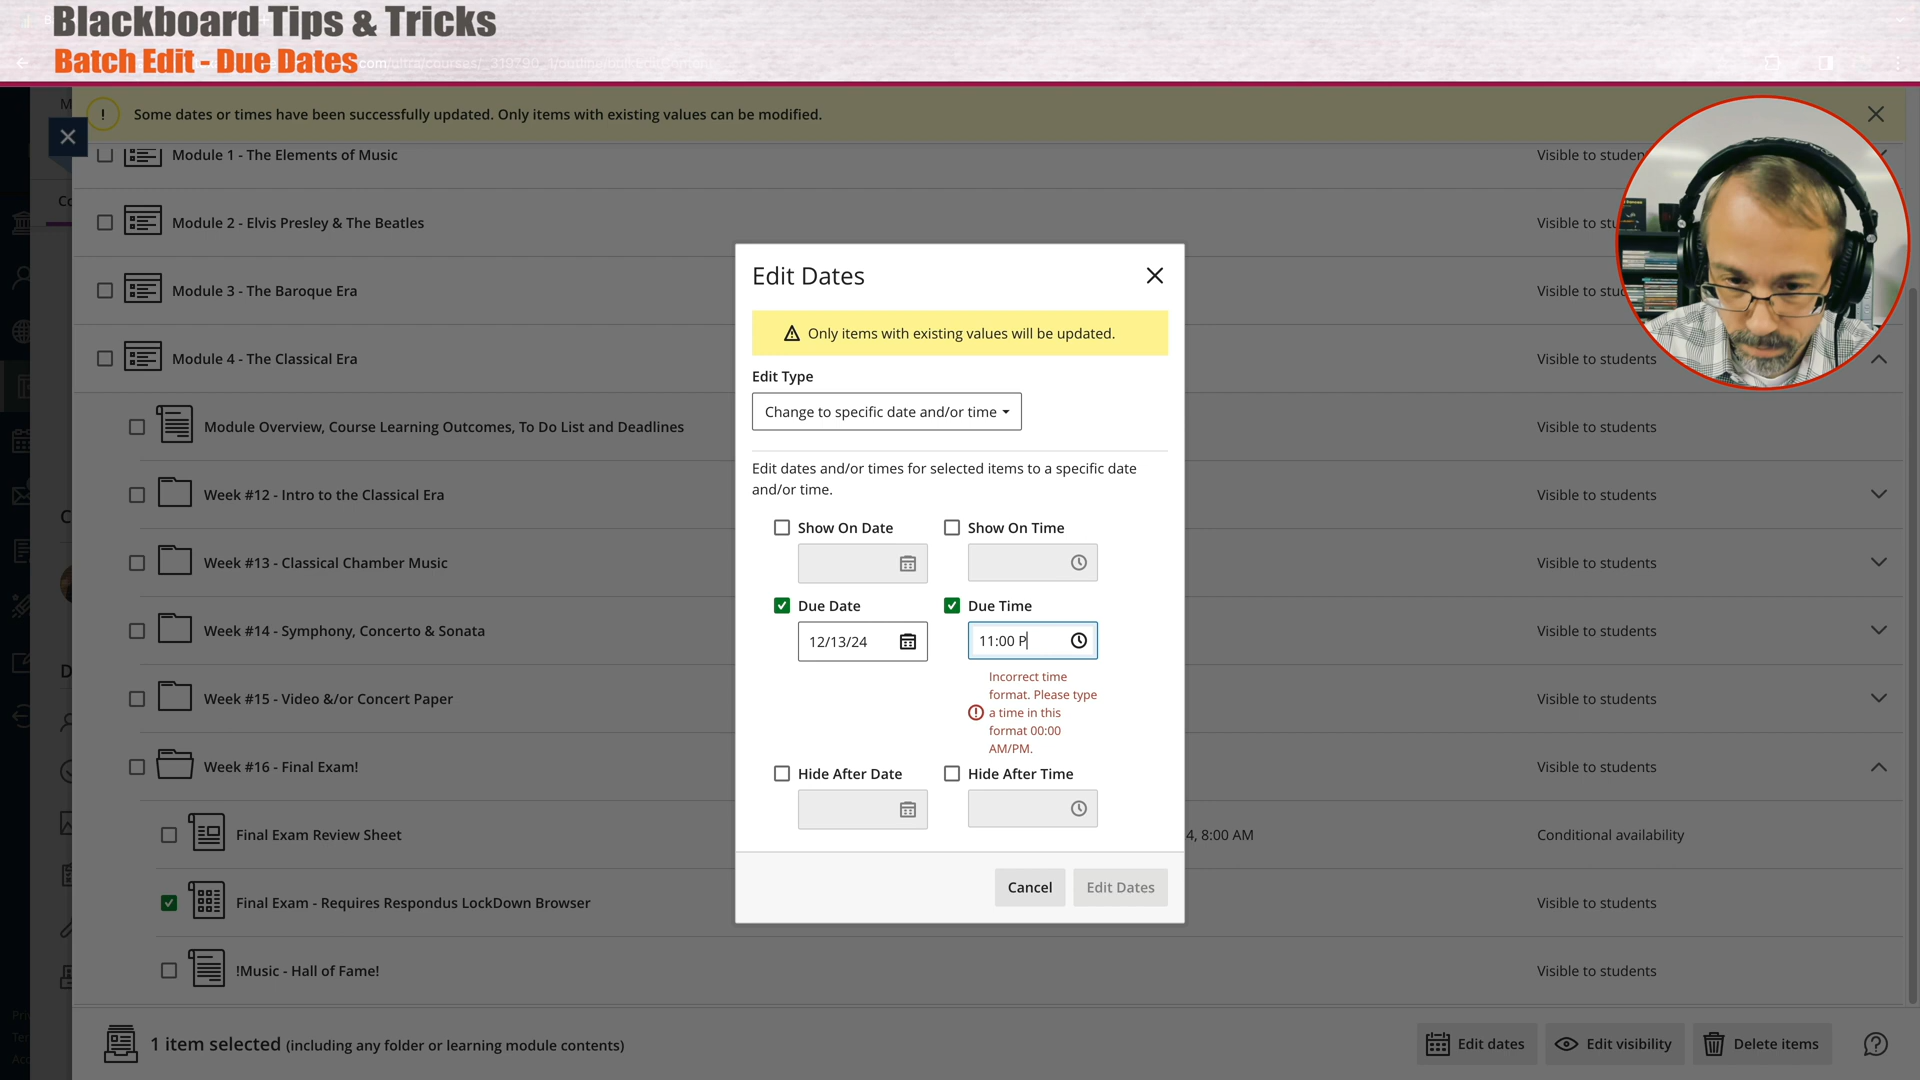 Blackboard Tips & Tricks
Batch Edit - Due Dates
Some dates or times have been successfully updated. Only items with existing values can be modified.
Module 1 - The Elements of Music
Visible to studen
Module 2 - Elvis Presley & The Beatles
Visible to stu
Module 3 - The Baroque Era
Visible to stu
Module 4 - The Classical Era
Visible to students
Module Overview, Course Learning Outcomes, To Do List and Deadlines
Visible to students
Week #12 - Intro to the Classical Era
Visible to students
Week #13 - Classical Chamber Music
Visible to students
Week #14 - Symphony, Concerto & Sonata
Visible to students
Week #15 - Video &/or Concert Paper
Visible to students
Week #16 - Final Exam!
Visible to students
Final Exam Review Sheet
4, 8:00 AM
Conditional availability
Final Exam - Requires Respondus LockDown Browser
Visible to students
!Music - Hall of Fame!
Visible to students
Edit Dates
Only items with existing values will be updated.
Edit Type
Change to specific date and/or time
Edit dates and/or times for selected items to a specific date
and/or time.
Show On Date
Show On Time
Due Date
Due Time
12/13/24
11:00 P
Incorrect time
format. Please type
a time in this
format 00:00
AM/PM.
Hide After Date
Hide After Time
Cancel
Edit Dates
1 item selected (including any folder or learning module contents)
Edit dates
Edit visibility
Delete items